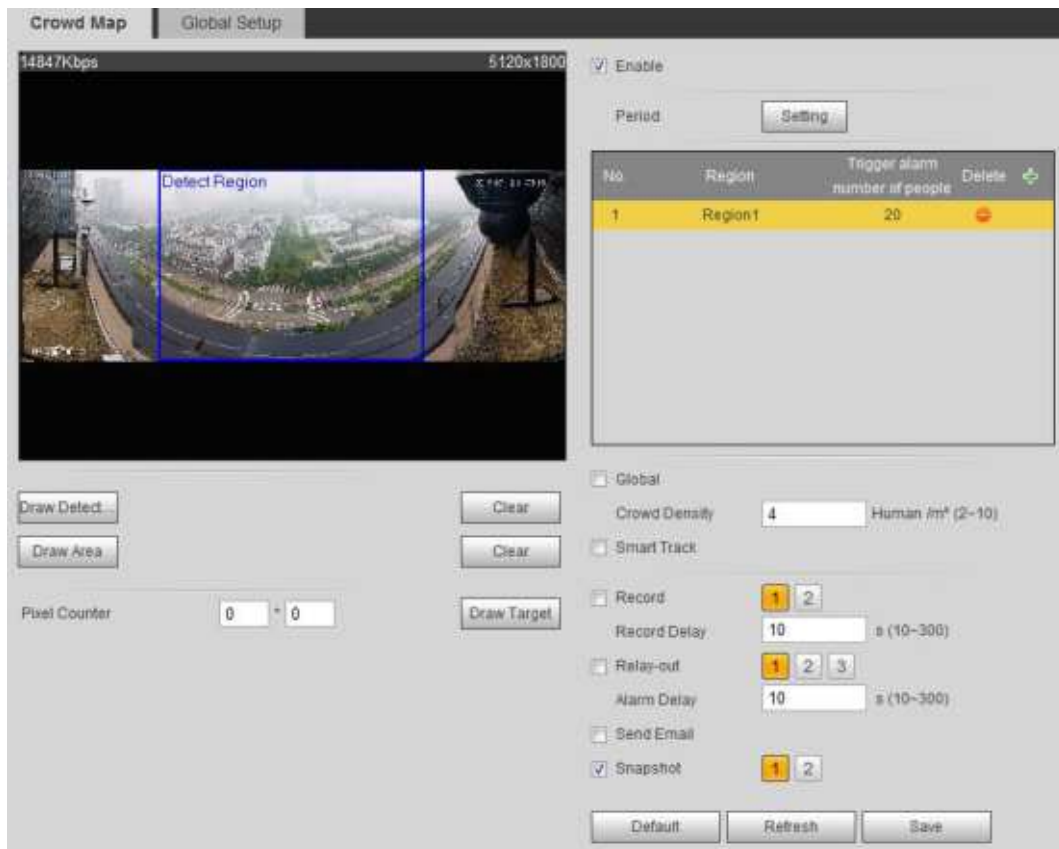 Crowd Map Global Setup
14847Kbps 5120x1800
Detect Region
Enable
Period Setting
No. Region Trigger alarm number of people Delete
1 Region1 20
Global
Draw Detect... Clear
Crowd Density 4 Human /m² (2~10)
Draw Area Clear
Smart Track
Pixel Counter 0 * 0 Draw Target
Record 1 2
Record Delay 10 s (10~300)
Relay-out 1 2 3
Alarm Delay 10 s (10~300)
Send Email
Snapshot 1 2
Default Refresh Save